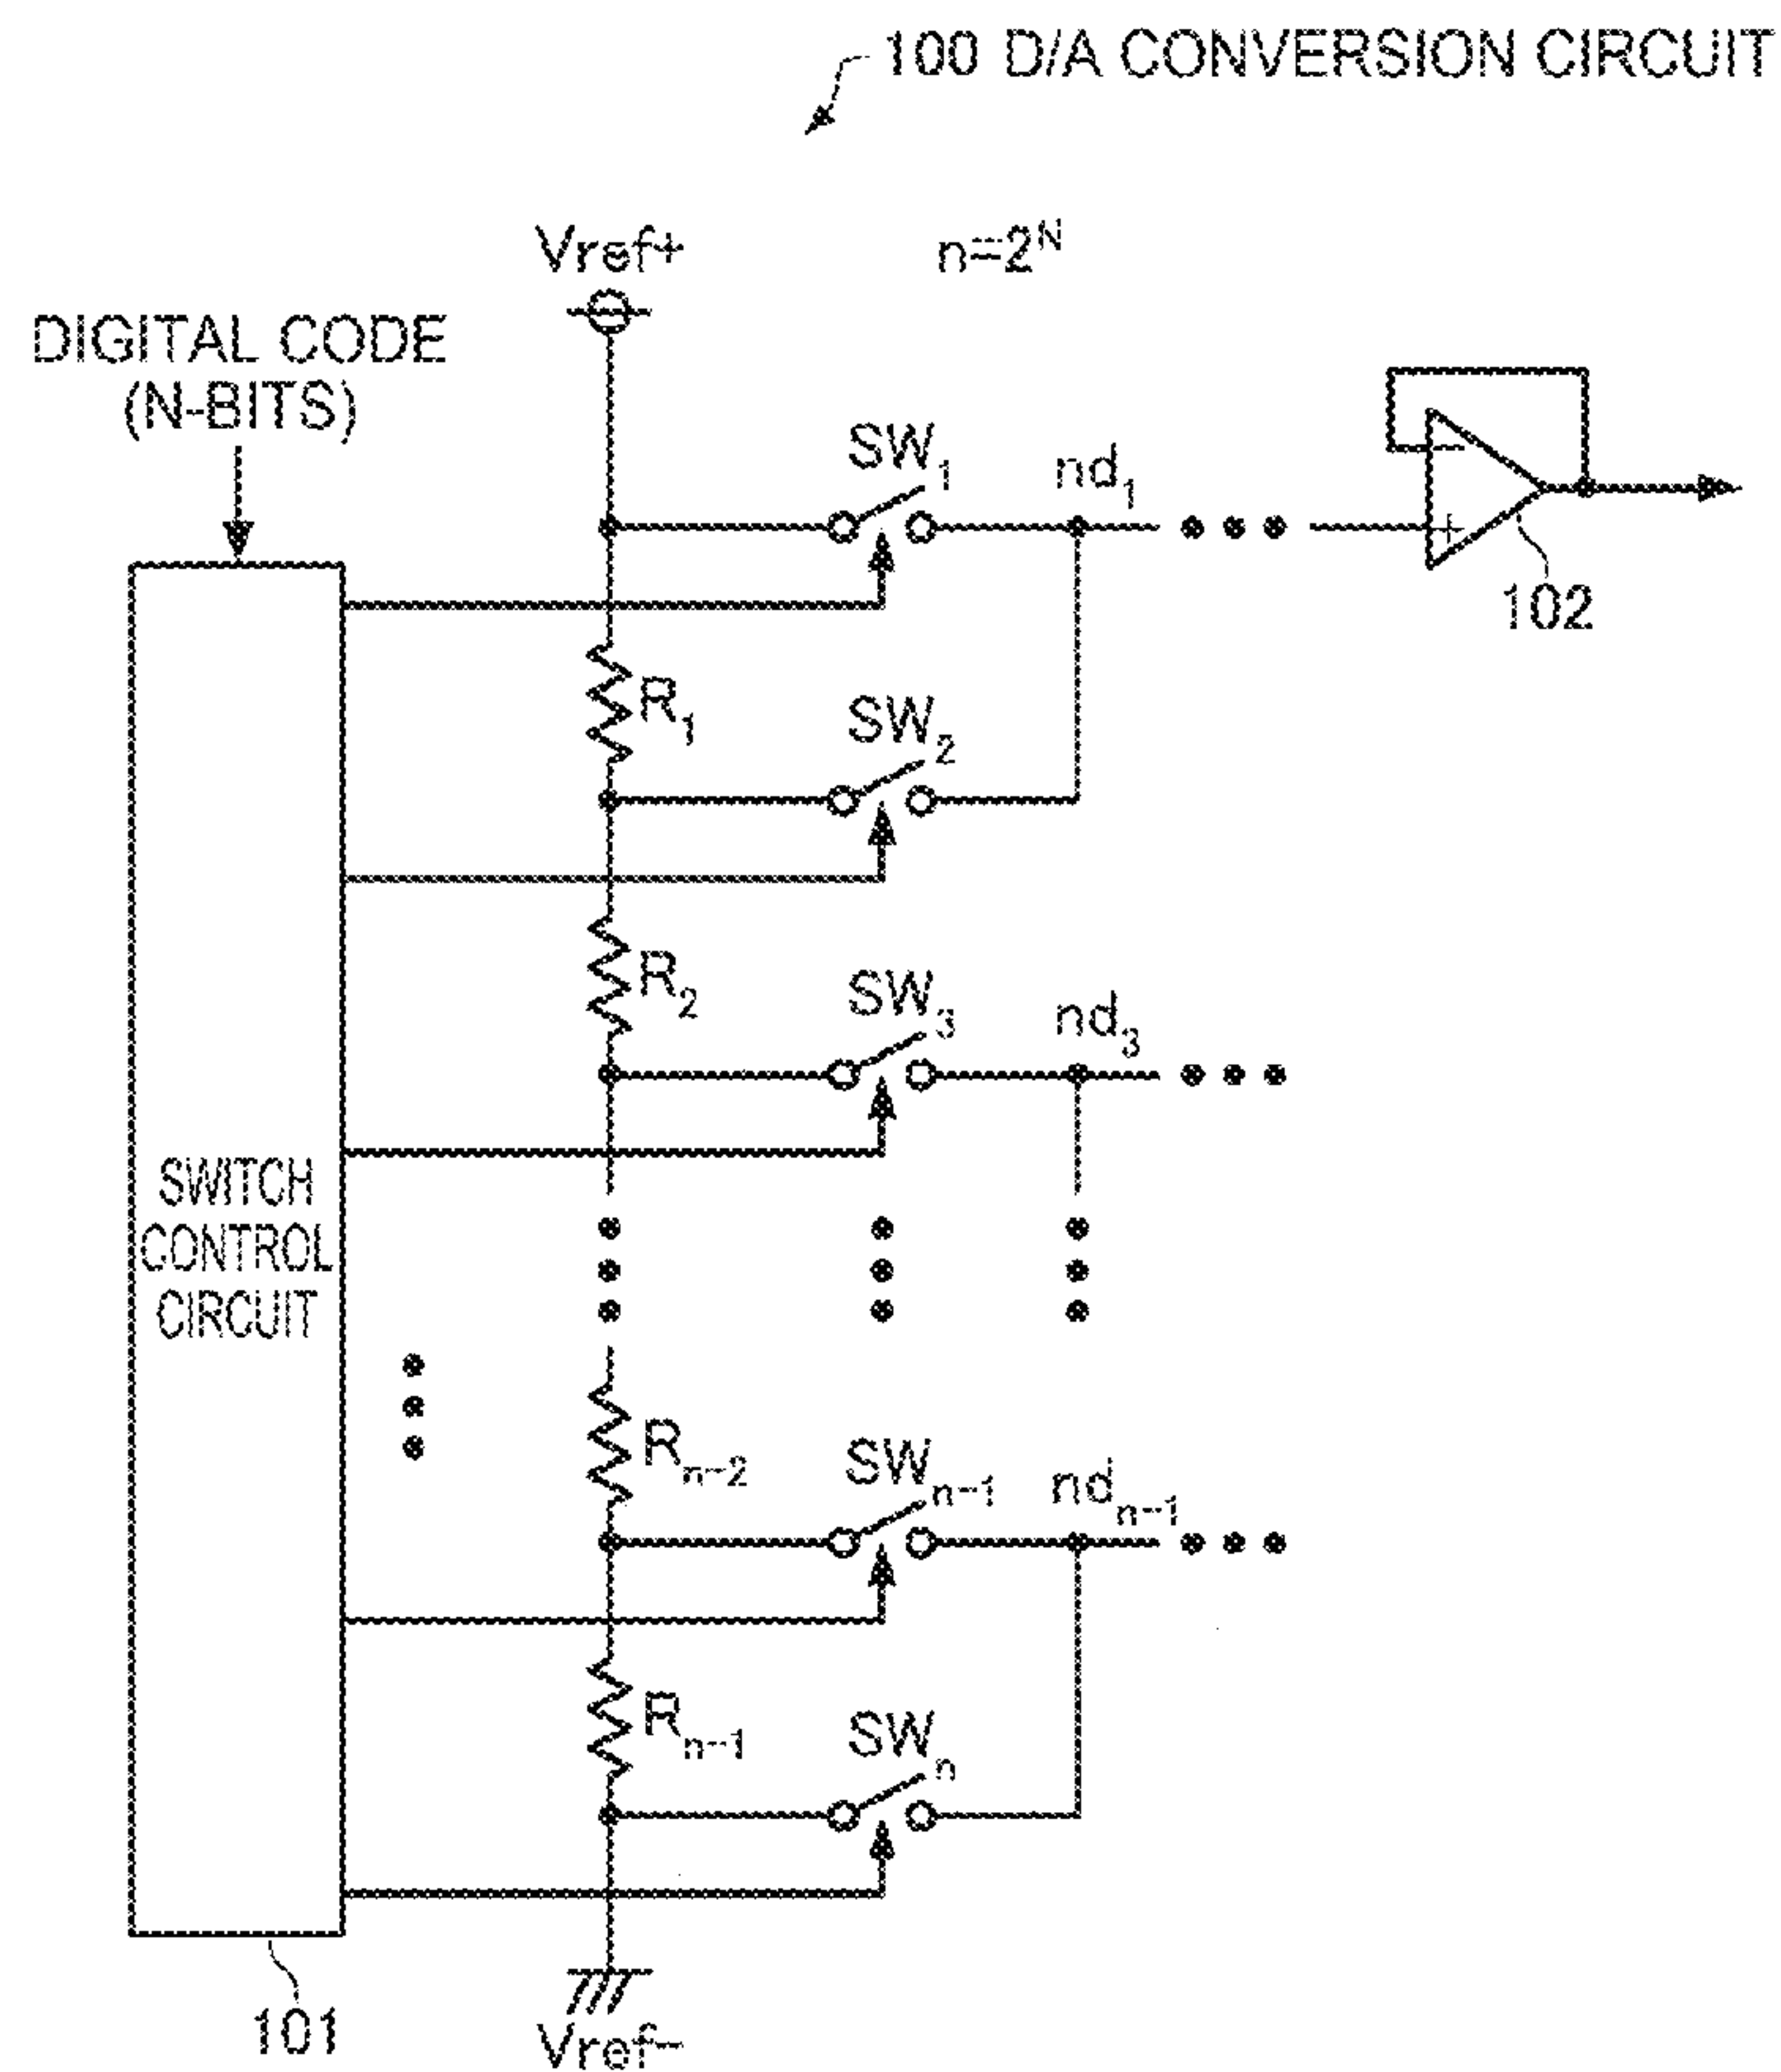 100 D/A CONVERSION CIRCUIT
Vref+
n=2^N
DIGITAL CODE
(N-BITS)
SW₁
nd₁
−
+
102
R₁
SW₂
R₂
SW₃
nd₃
SWITCH
CONTROL
CIRCUIT
Rₙ₋₂
SWₙ₋₁
ndₙ₋₁
Rₙ₋₁
SWₙ
101
Vref−